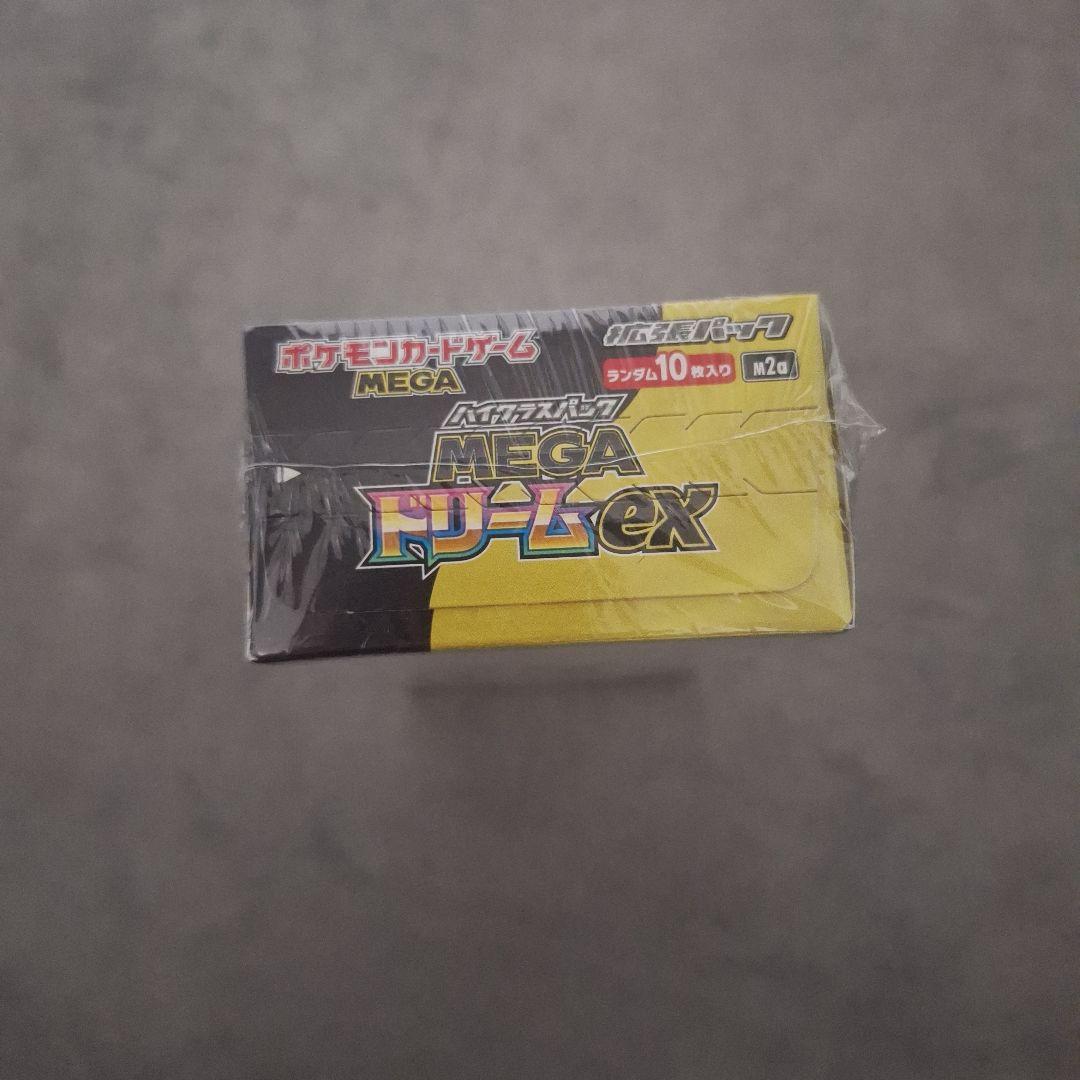 ポケモンカードゲーム
MEGA
拡張パック
ランダム10枚入り M2a
ハイクラスパック
MEGA
ドリームex